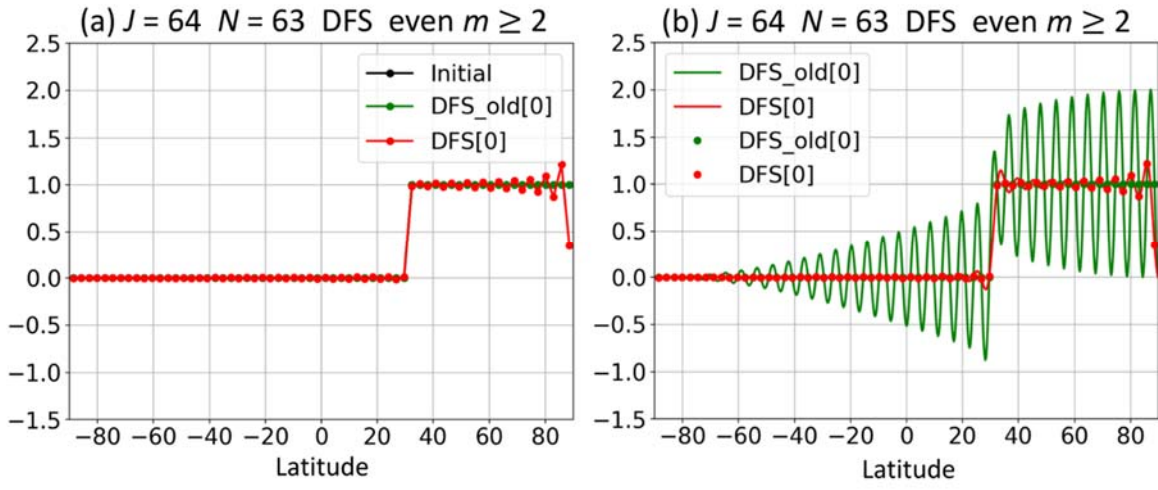 (a) J = 64 N = 63 DFS even m ≥ 2
2.5
2.0
1.5
1.0
0.5
0.0
−0.5
−1.0
−1.5
Initial
DFS_old[0]
DFS[0]
−80 −60 −40 −20 0 20 40 60 80
Latitude
(b) J = 64 N = 63 DFS even m ≥ 2
2.5
2.0
1.5
1.0
0.5
0.0
−0.5
−1.0
−1.5
DFS_old[0]
DFS[0]
DFS_old[0]
DFS[0]
−80 −60 −40 −20 0 20 40 60 80
Latitude